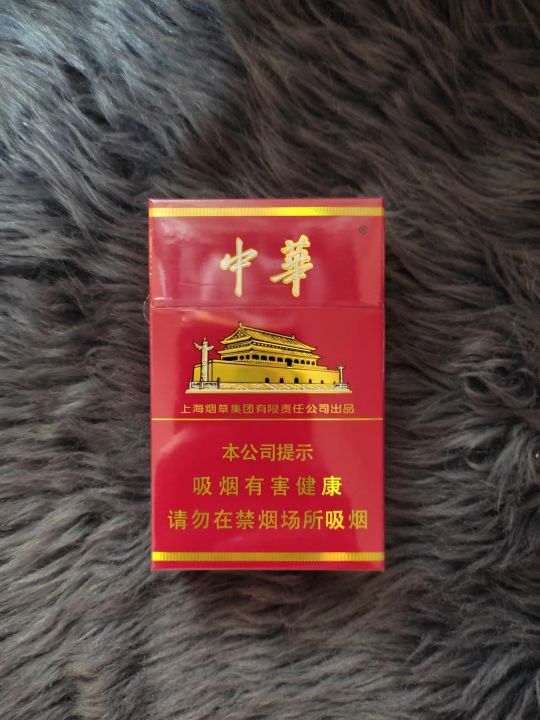 中華
®
上海烟草集团有限责任公司出品
本公司提示
吸烟有害健康
请勿在禁烟场所吸烟